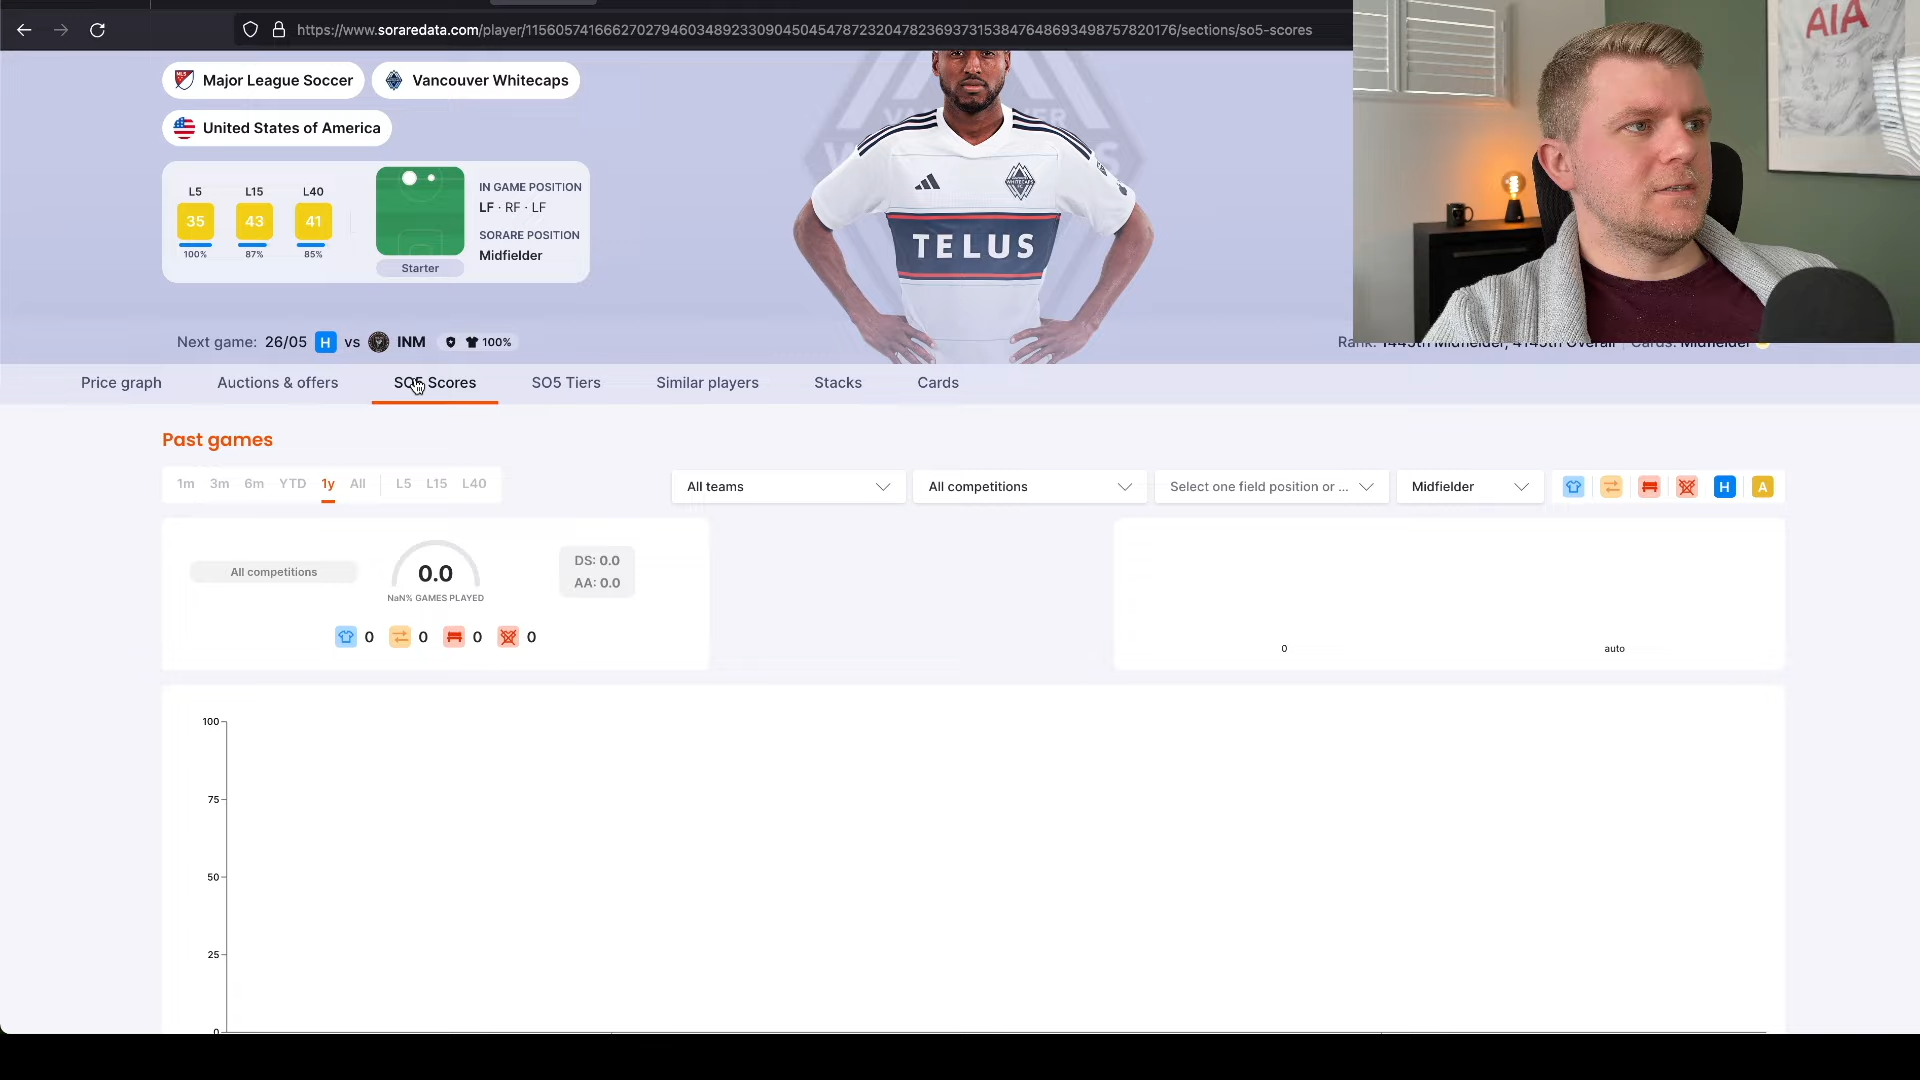 https://www.soraredata.com/player/115605741666270279460348923309045045478723204782369373153847648693498757820176/sections/so5-scores
Major League Soccer
Vancouver Whitecaps
United States of America
L5 L15 L40
35 43 41
100% 87% 85%
Starter
IN GAME POSITION
LF · RF · LF
SORARE POSITION
Midfielder
TELUS
AIA
Next game: 26/05 H vs INM 100%
Price graph Auctions & offers SO5 Scores SO5 Tiers Similar players Stacks Cards
Past games
1m 3m 6m YTD 1y All L5 L15 L40
All teams
All competitions
Select one field position or ...
Midfielder
H
A
All competitions
0.0
NaN% GAMES PLAYED
DS: 0.0
AA: 0.0
0 0 0 0
0 auto
100
75
50
25
0